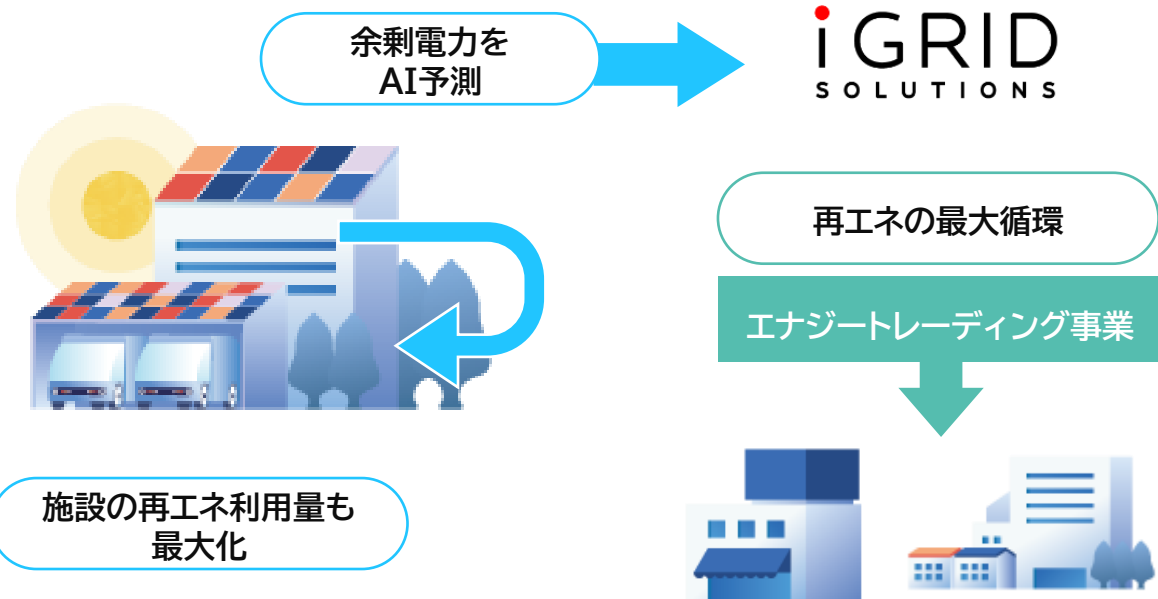 余剰電力を
AI予測
iGRID
SOLUTIONS
再エネの最大循環
エナジートレーディング事業
施設の再エネ利用量も
最大化